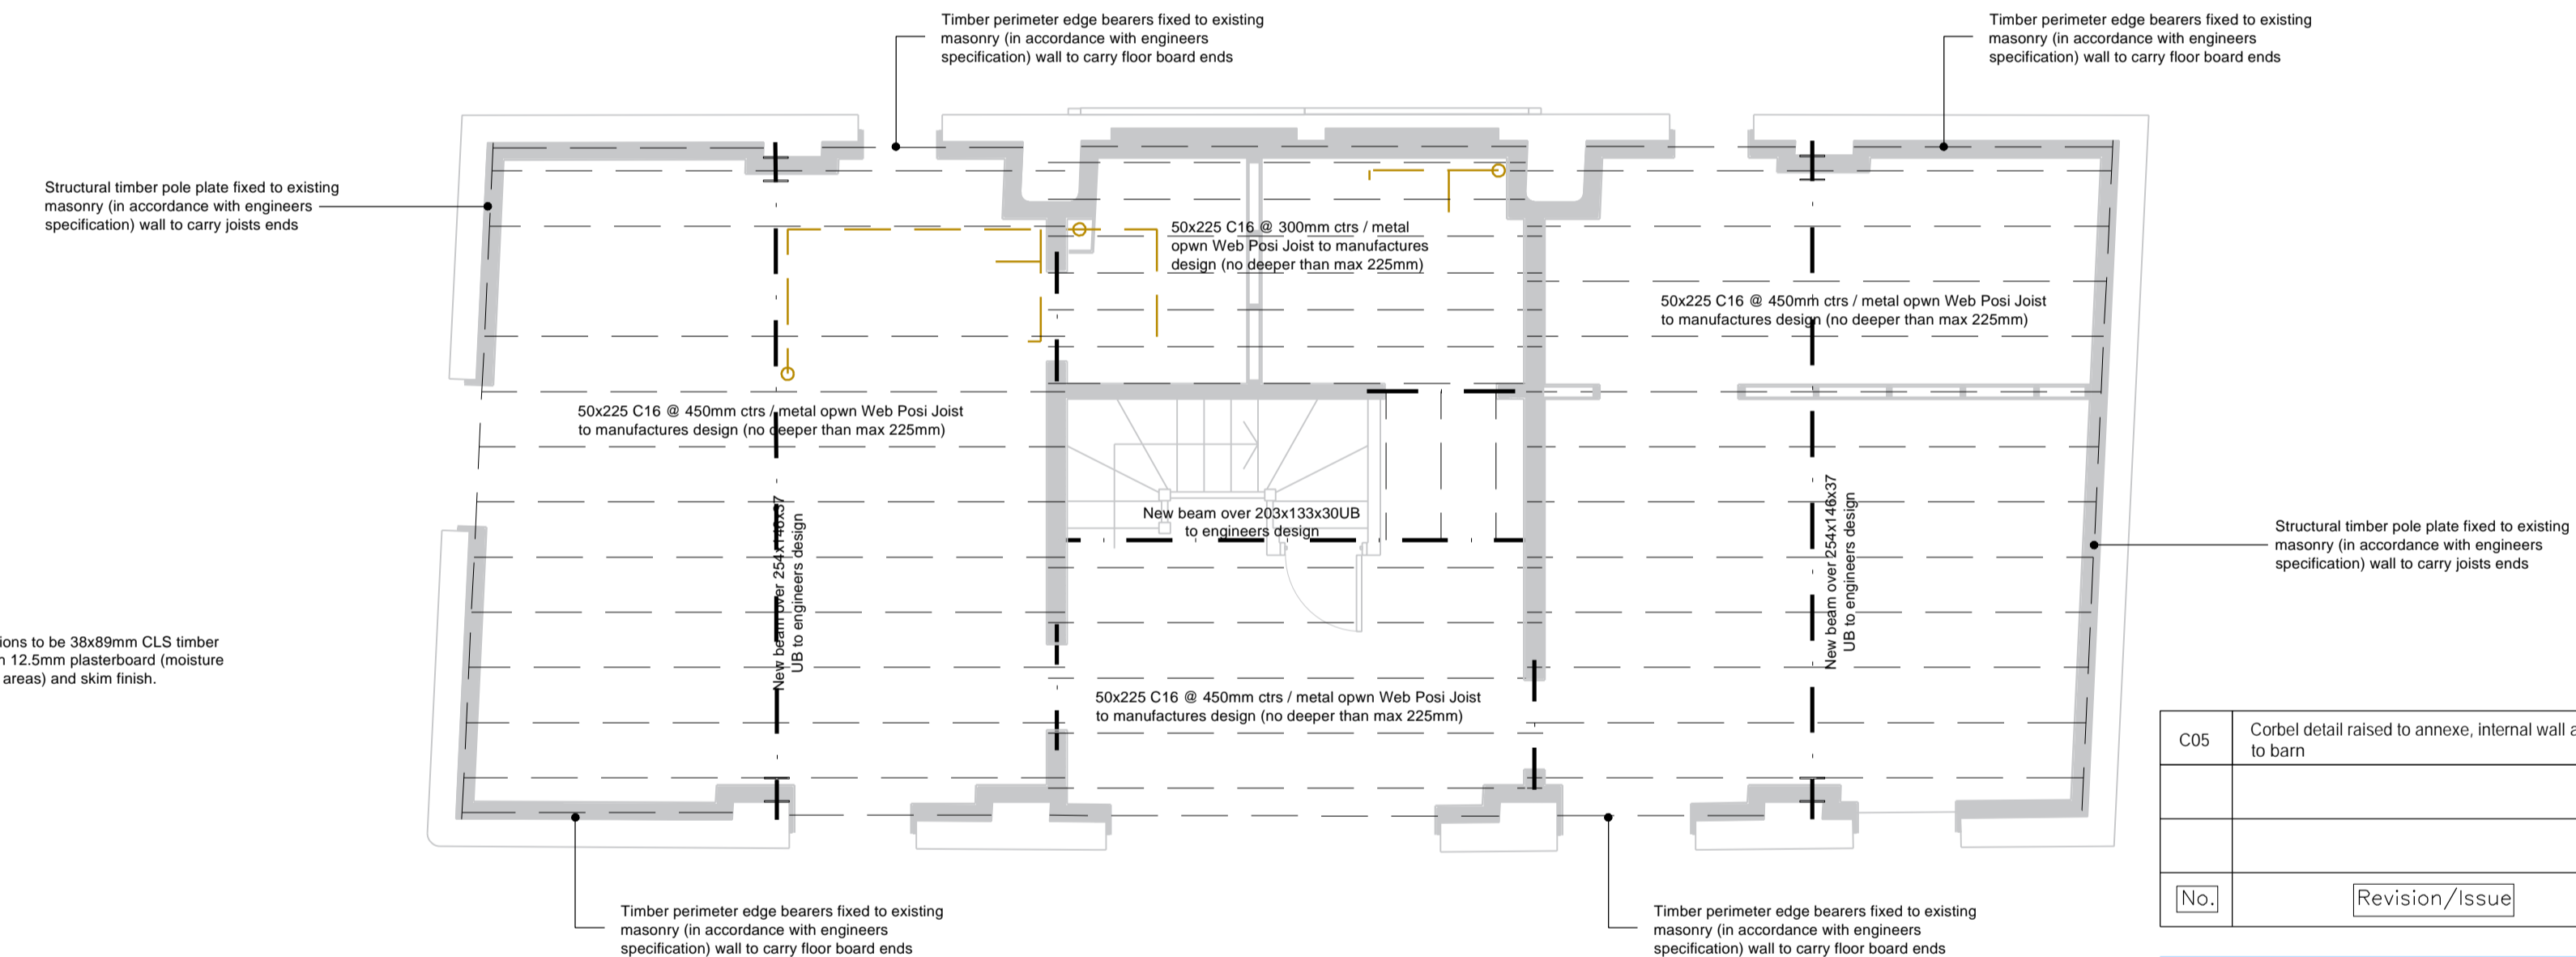 Timber perimeter edge bearers fixed to existing
masonry (in accordance with engineers
specification) wall to carry floor board ends
Timber perimeter edge bearers fixed to existing
masonry (in accordance with engineers
specification) wall to carry floor board ends
Structural timber pole plate fixed to existing
masonry (in accordance with engineers
specification) wall to carry joists ends
50x225 C16 @ 300mm ctrs / metal
opwn Web Posi Joist to manufactures
design (no deeper than max 225mm)
50x225 C16 @ 450mm ctrs / metal opwn Web Posi Joist
to manufactures design (no deeper than max 225mm)
50x225 C16 @ 450mm ctrs / metal opwn Web Posi Joist
to manufactures design (no deeper than max 225mm)
New beam over 254x146x37
UB to engineers design
New beam over 203x133x30UB
to engineers design
New beam over 254x146x37
UB to engineers design
Structural timber pole plate fixed to existing
masonry (in accordance with engineers
specification) wall to carry joists ends
ions to be 38x89mm CLS timber
12.5mm plasterboard (moisture
areas) and skim finish.
50x225 C16 @ 450mm ctrs / metal opwn Web Posi Joist
to manufactures design (no deeper than max 225mm)
C05
Corbel detail raised to annexe, internal wall
to barn
No.
Revision/Issue
Timber perimeter edge bearers fixed to existing
masonry (in accordance with engineers
specification) wall to carry floor board ends
Timber perimeter edge bearers fixed to existing
masonry (in accordance with engineers
specification) wall to carry floor board ends